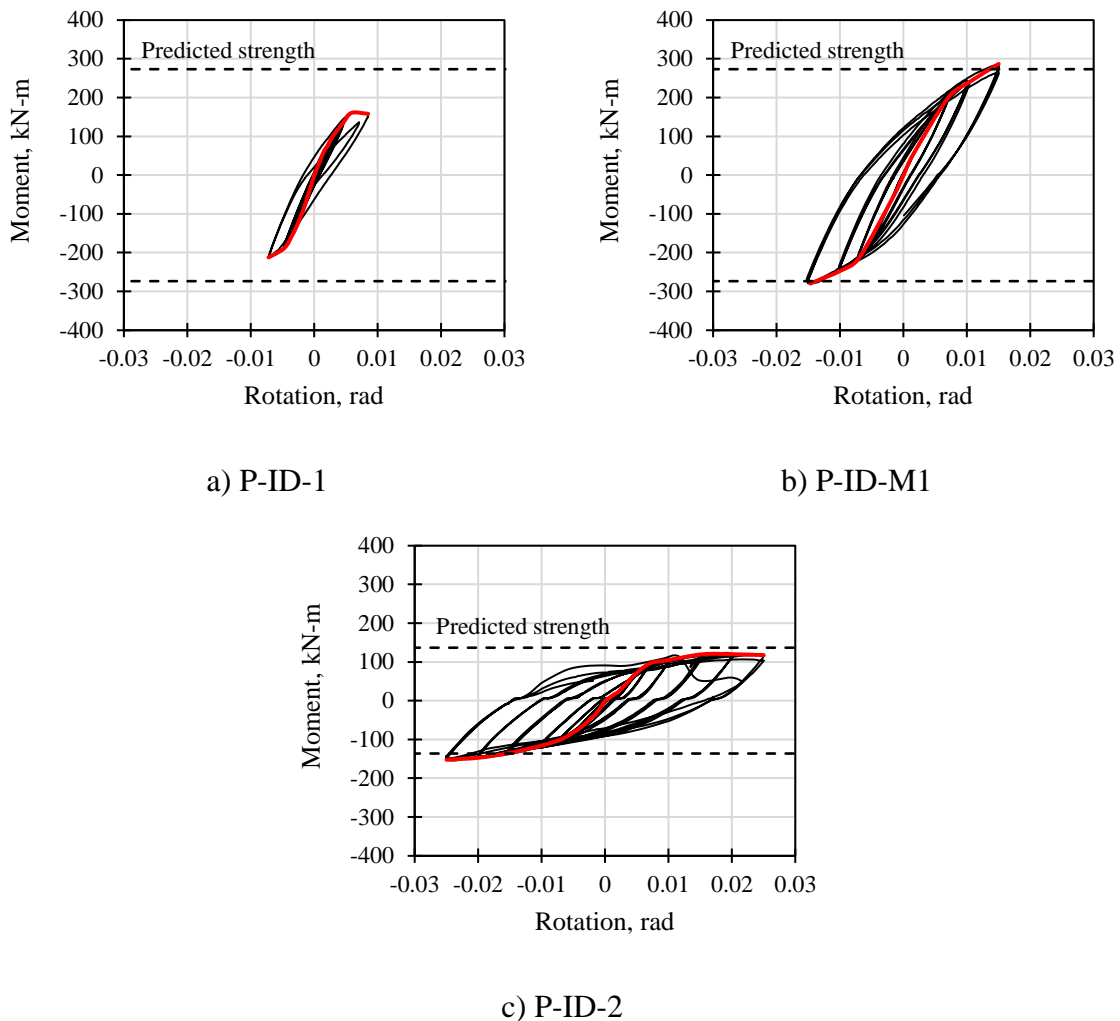 400
300
200
100
0
-100
-200
-300
-400
Moment, kN-m
Predicted strength
-0.03 -0.02 -0.01 0 0.01 0.02 0.03
Rotation, rad
a) P-ID-1
400
300
200
100
0
-100
-200
-300
-400
Moment, kN-m
Predicted strength
-0.03 -0.02 -0.01 0 0.01 0.02 0.03
Rotation, rad
b) P-ID-M1
400
300
200
100
0
-100
-200
-300
-400
Moment, kN-m
Predicted strength
-0.03 -0.02 -0.01 0 0.01 0.02 0.03
Rotation, rad
c) P-ID-2